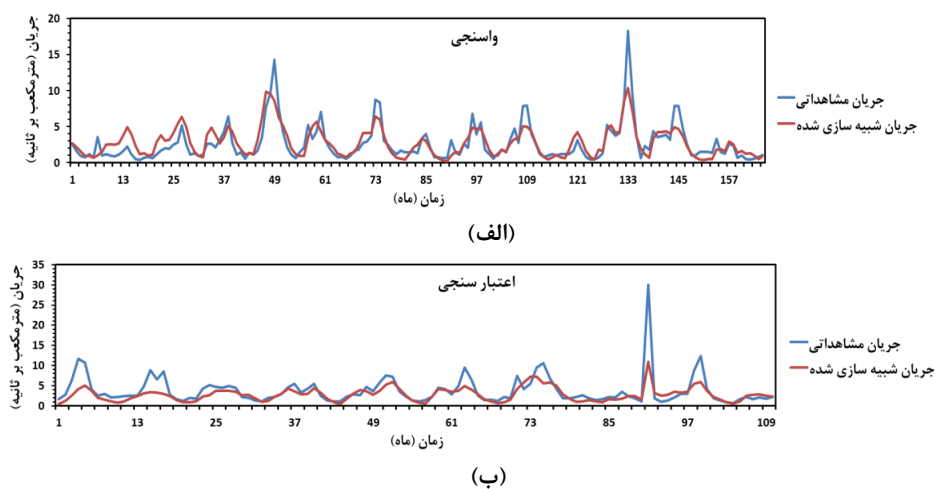 واسنجی
جریان (مترمکعب بر ثانیه)
20
15
10
5
0
1 13 25 37 49 61 73 85 97 109 121 133 145 157
زمان (ماه)
جریان مشاهداتی
جریان شبیه سازی شده
(الف)
اعتبار سنجی
جریان (مترمکعب بر ثانیه)
35
30
25
20
15
10
5
0
1 13 25 37 49 61 73 85 97 109
زمان (ماه)
جریان مشاهداتی
جریان شبیه سازی شده
(ب)